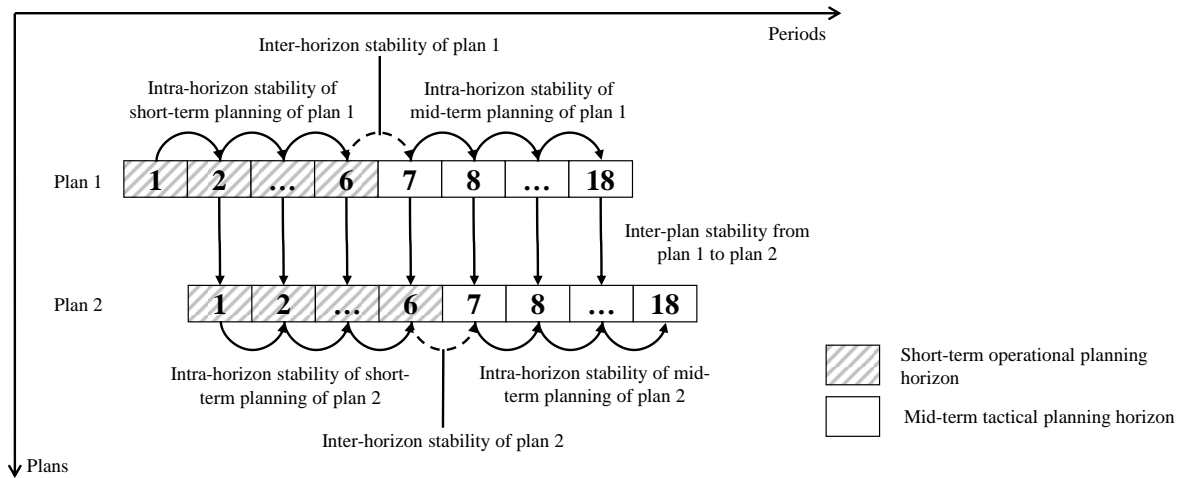 Periods
Inter-horizon stability of plan 1
Intra-horizon stability of
short-term planning of plan 1
Intra-horizon stability of
mid-term planning of plan 1
Plan 1
1 2 … 6 7 8 … 18
Inter-plan stability from
plan 1 to plan 2
Plan 2
1 2 … 6 7 8 … 18
Intra-horizon stability of short-
term planning of plan 2
Intra-horizon stability of mid-
term planning of plan 2
Inter-horizon stability of plan 2
Short-term operational planning
horizon
Mid-term tactical planning horizon
Plans